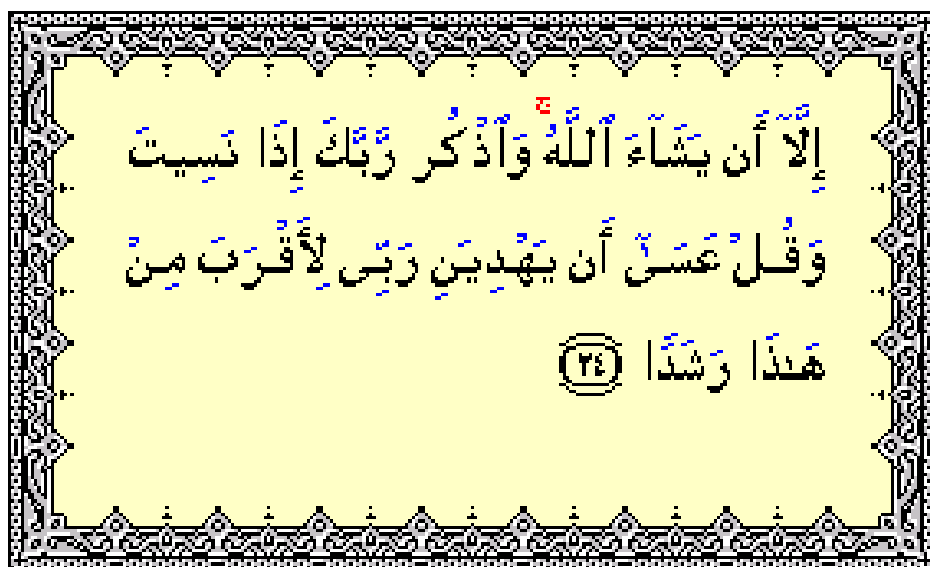 إِلَّآ أَن يَشَآءَ ٱللَّهُ ۚ وَٱذْكُر رَّبَّكَ إِذَا نَسِيتَ
وَقُلْ عَسَىٰٓ أَن يَهْدِيَنِ رَبِّى لِأَقْرَبَ مِنْ
هَـٰذَا رَشَدًا ٢٤